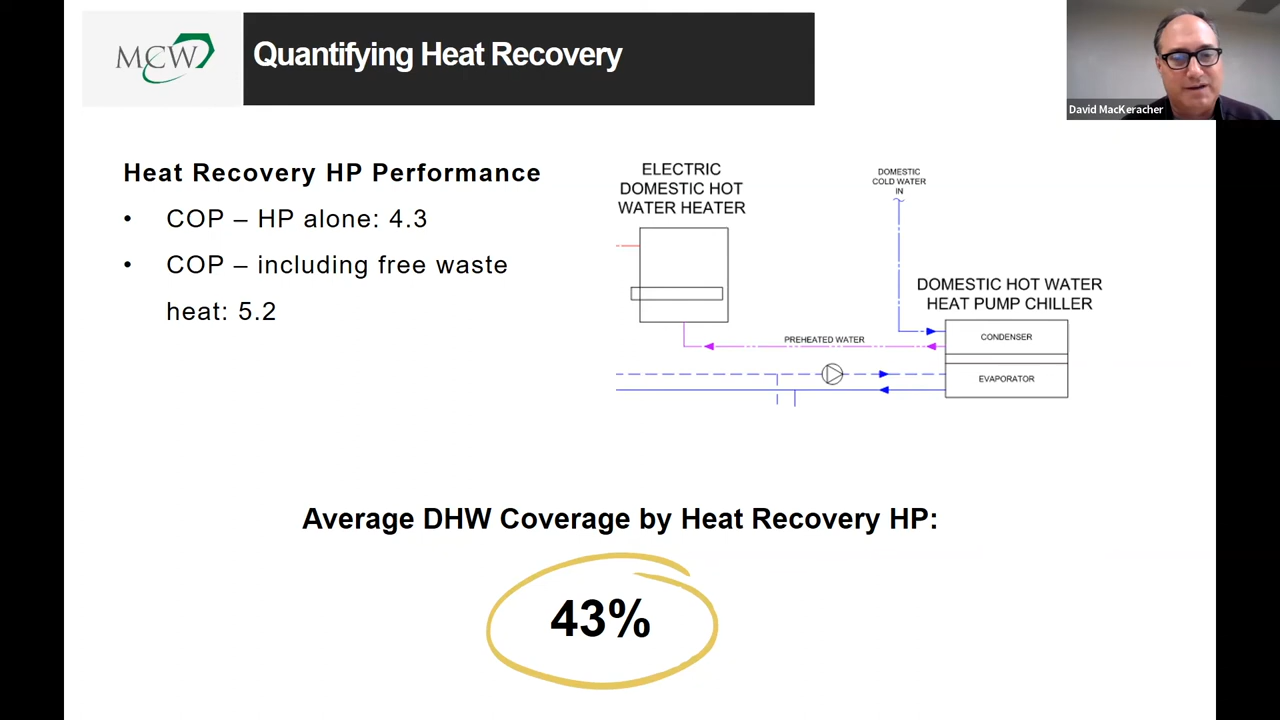 MCW
Quantifying Heat Recovery
David MacKeracher
Heat Recovery HP Performance
• COP – HP alone: 4.3
• COP – including free waste
heat: 5.2
ELECTRIC
DOMESTIC HOT
WATER HEATER
DOMESTIC
COLD WATER
IN
DOMESTIC HOT WATER
HEAT PUMP CHILLER
CONDENSER
PREHEATED WATER
EVAPORATOR
Average DHW Coverage by Heat Recovery HP:
43%